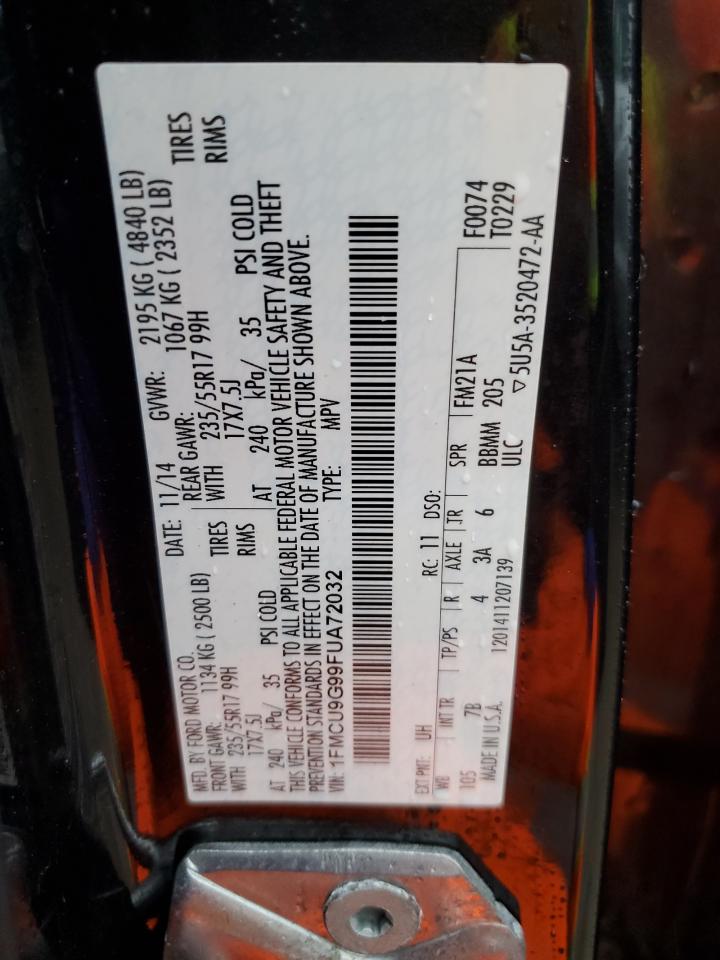 MFD. BY FORD MOTOR CO. DATE: 11/14 GVWR: 2195 KG ( 4840 LB)
FRONT GAWR: 1134 KG ( 2500 LB) REAR GAWR: 1067 KG ( 2352 LB)
WITH 235/55R17 99H TIRES WITH 235/55R17 99H TIRES
17X7.5J RIMS 17X7.5J RIMS
AT 240 kPa/ 35 PSI COLD AT 240 kPa/ 35 PSI COLD
THIS VEHICLE CONFORMS TO ALL APPLICABLE FEDERAL MOTOR VEHICLE SAFETY AND THEFT
PREVENTION STANDARDS IN EFFECT ON THE DATE OF MANUFACTURE SHOWN ABOVE.
VIN: 1FMCU9G99FUA72032 TYPE: MPV
EXT PNT: UH RC: 11 DSO: F0074
WB INT TR TP/PS R AXLE TR SPR FM21A T0229
105 7B 4 3A 6 BBMM 205
MADE IN U.S.A. 1201411207139 ULC ▽5U5A-3520472-AA